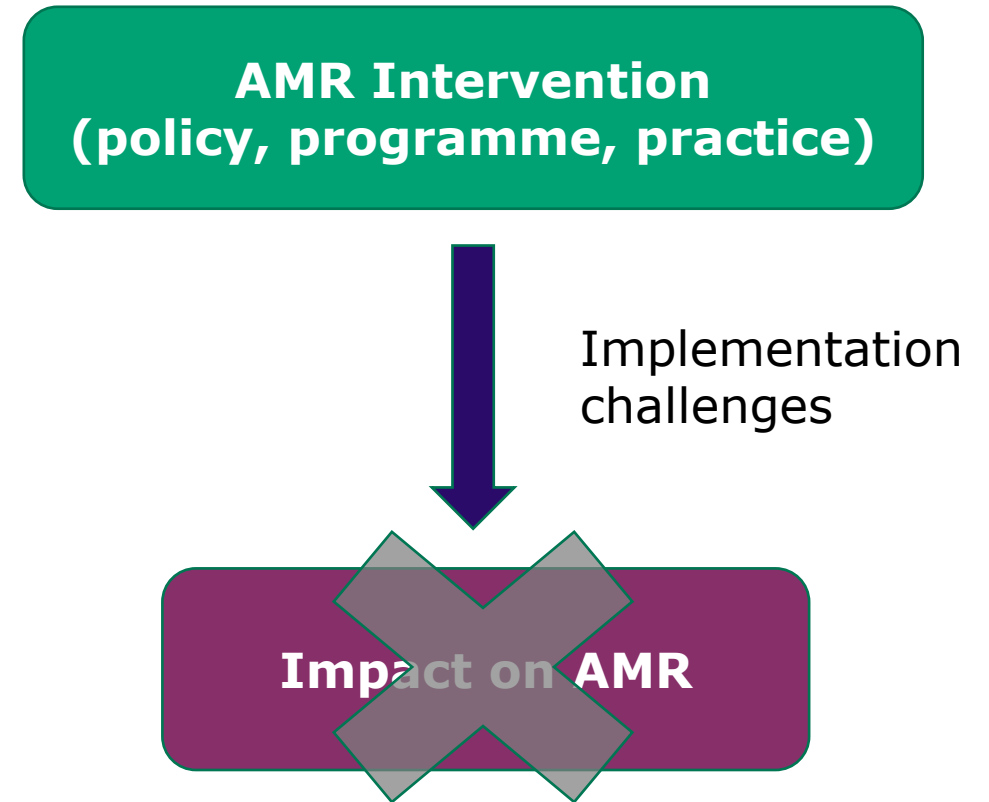 AMR Intervention
(policy, programme, practice)
Implementation
challenges
Impact on AMR